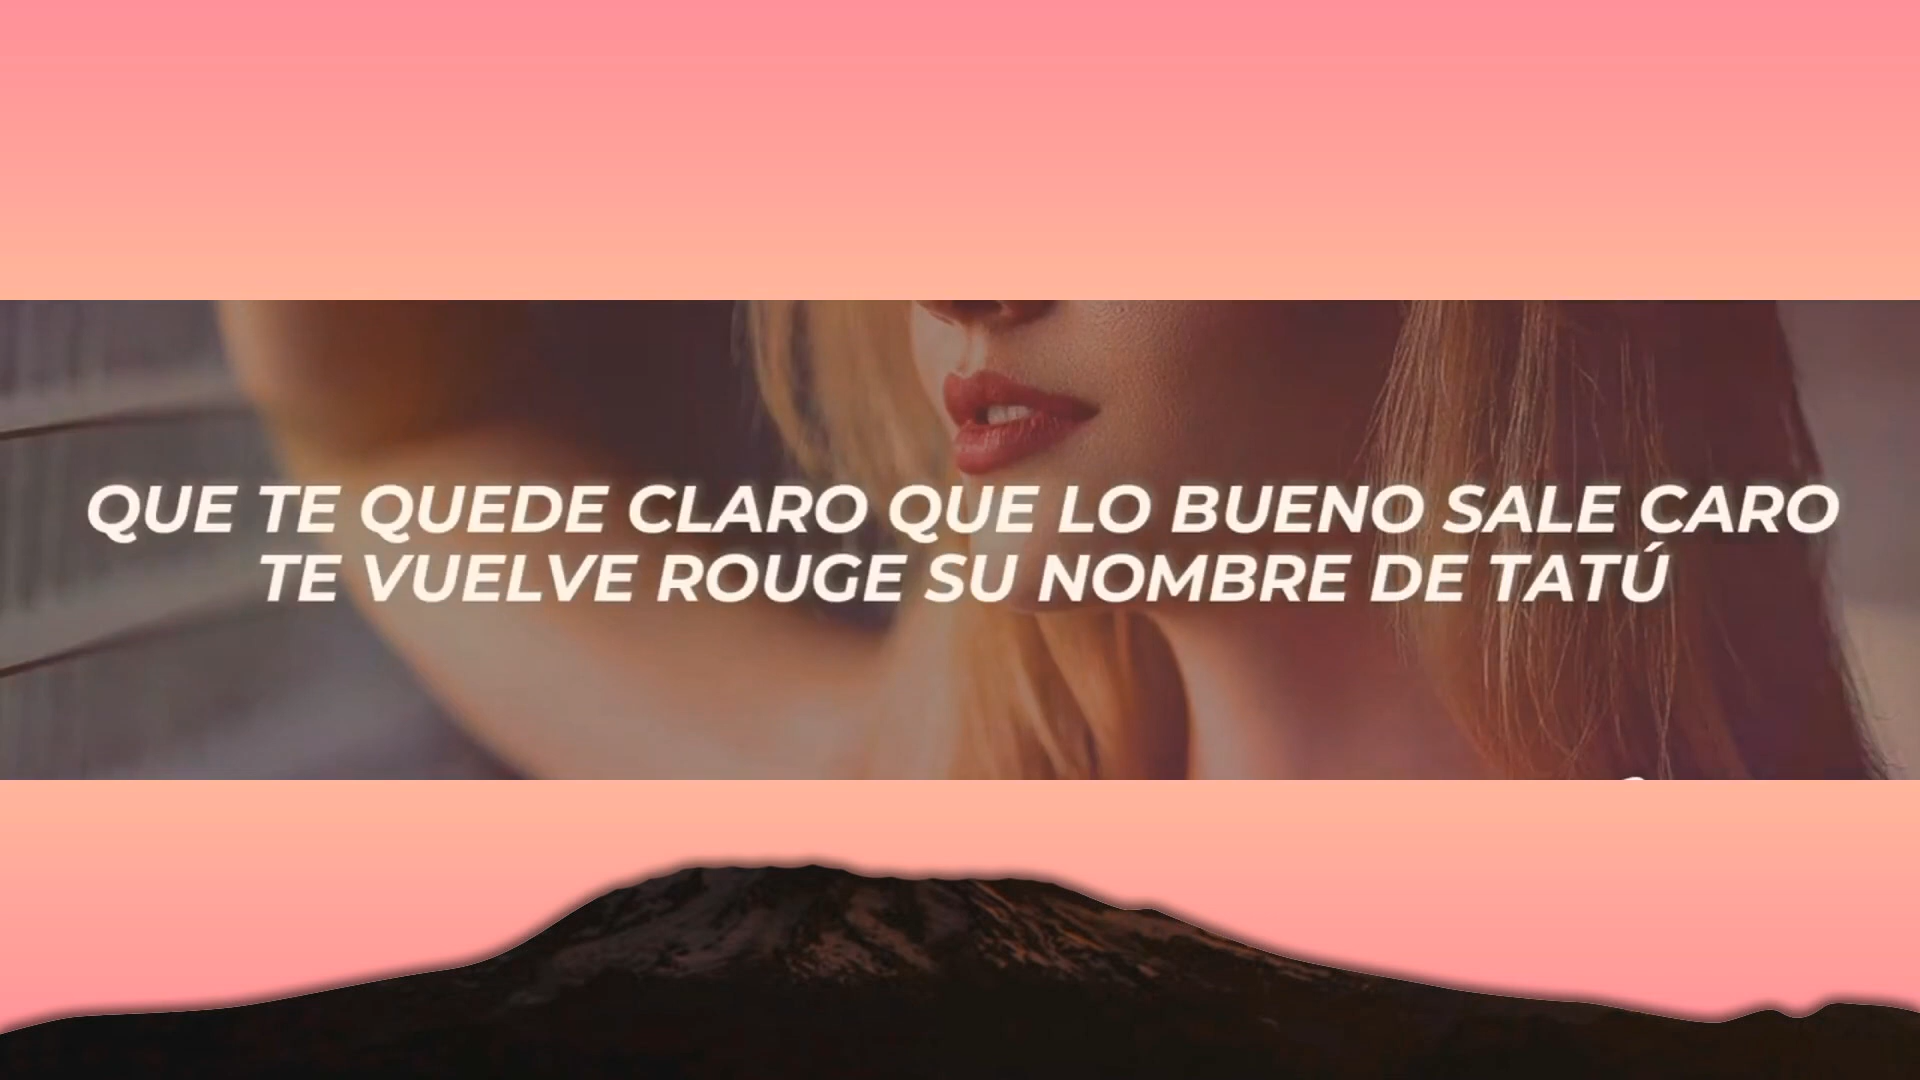 QUE TE QUEDE CLARO QUE LO BUENO SALE CARO
TE VUELVE ROUGE SU NOMBRE DE TATÚ